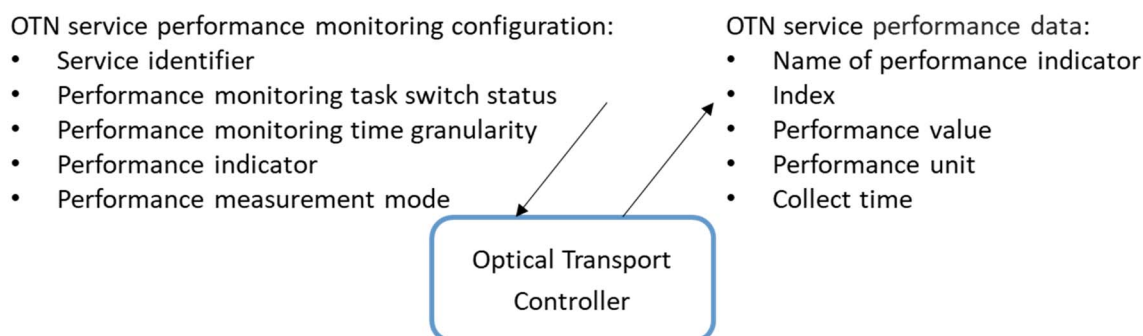 OTN service performance monitoring configuration:
• Service identifier
• Performance monitoring task switch status
• Performance monitoring time granularity
• Performance indicator
• Performance measurement mode
OTN service performance data:
• Name of performance indicator
• Index
• Performance value
• Performance unit
• Collect time
Optical Transport
Controller